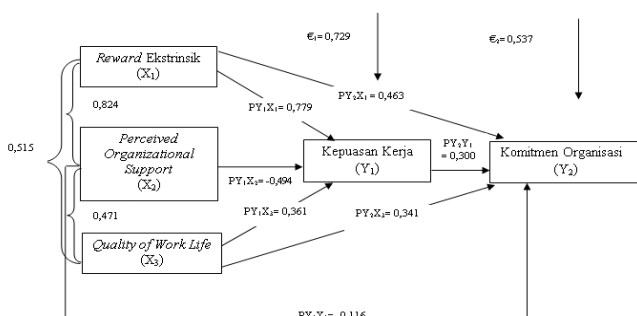 €₁= 0,729
€₂= 0,537
Reward Ekstrinsik
(X₁)
PY₂X₁ = 0,463
0,824
PY₁X₁ = 0,779
0,515
Perceived
Organizational
Support
(X₂)
Kepuasan Kerja
(Y₁)
PY₂Y₁
= 0,300
Komitmen Organisasi
(Y₂)
PY₁X₂= -0,494
PY₁X₃ = 0,361
PY₂X₃ = 0,341
0,471
Quality of Work Life
(X₃)